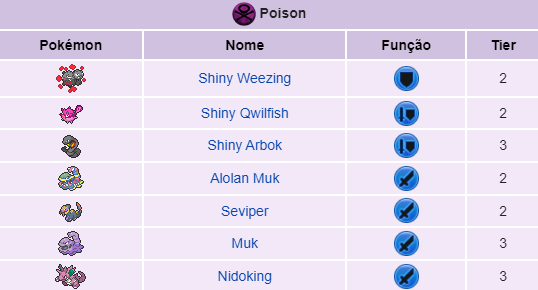 Poison
Pokémon Nome Função Tier
Shiny Weezing 2
Shiny Qwilfish 2
Shiny Arbok 3
Alolan Muk 2
Seviper 2
Muk 3
Nidoking 3